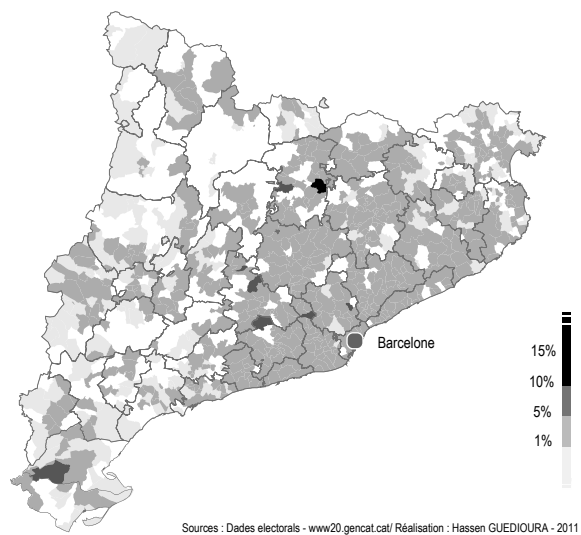 Barcelone
15%
10%
5%
1%
Sources : Dades electorals - www20.gencat.cat/ Réalisation : Hassen GUEDIOURA - 2011